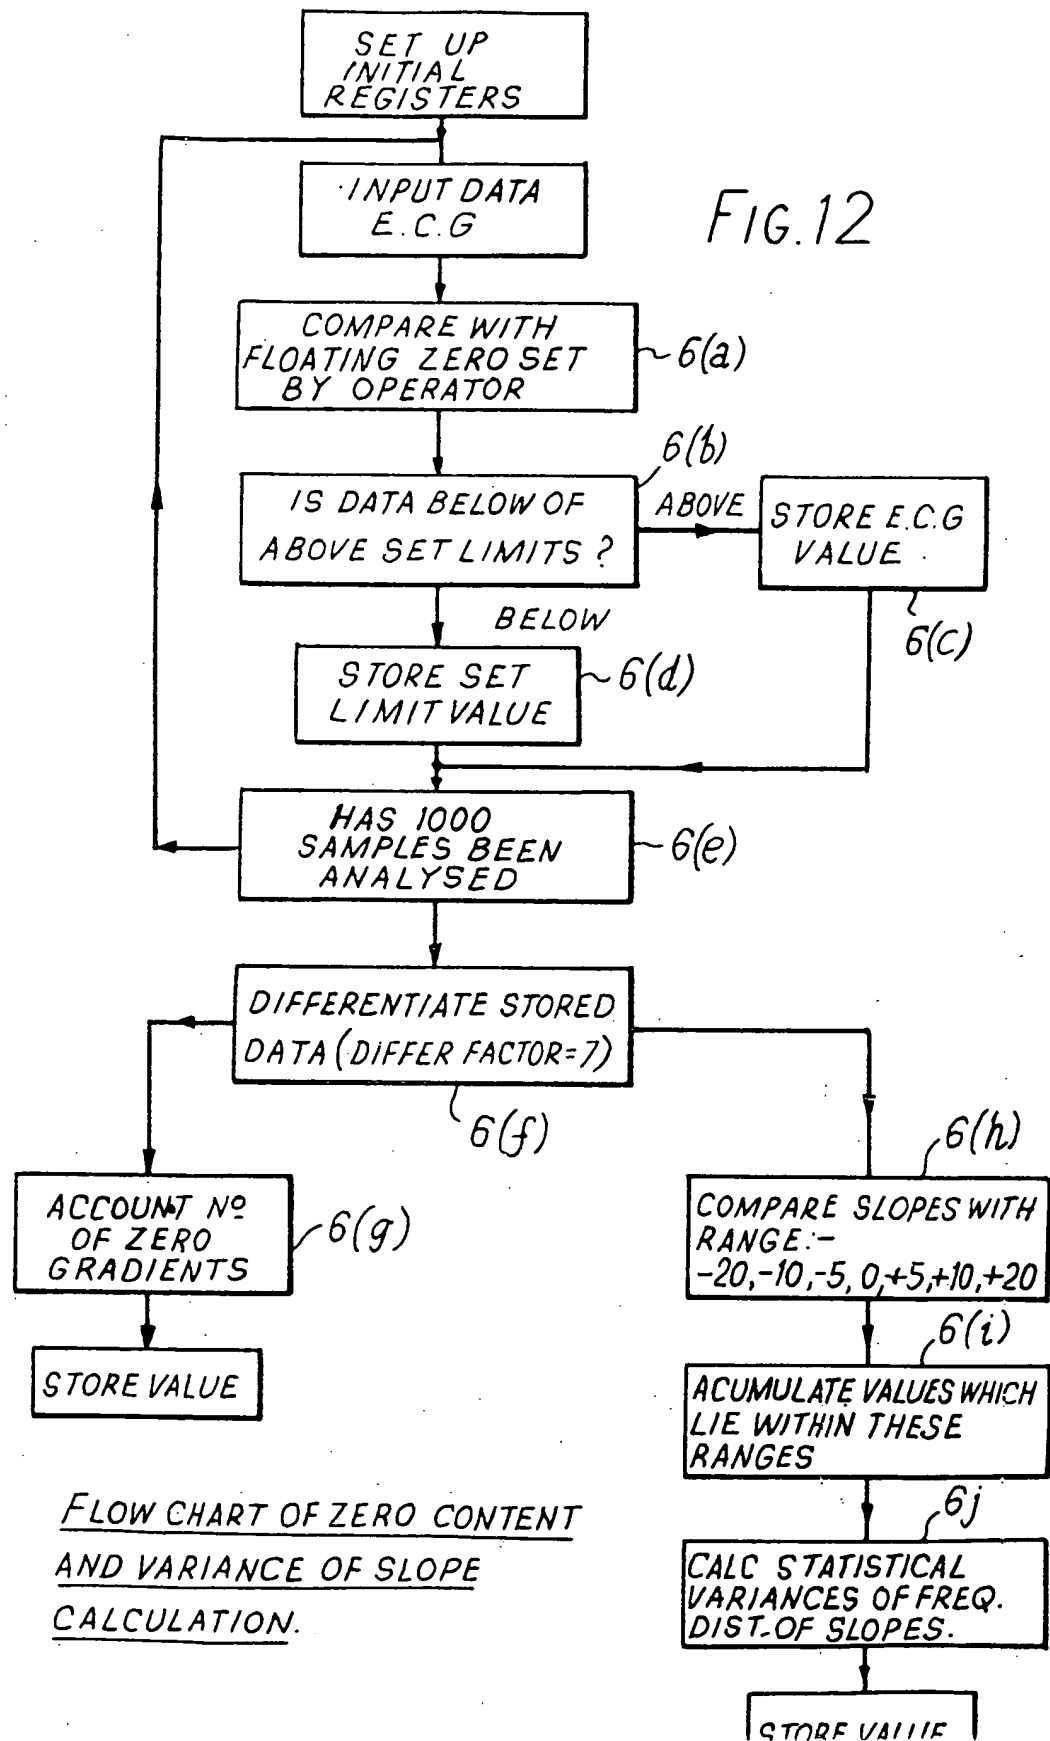 SET UP
INITIAL
REGISTERS
INPUT DATA
E.C.G
FIG.12
COMPARE WITH
FLOATING ZERO SET
BY OPERATOR
6(a)
6(b)
IS DATA BELOW OF
ABOVE SET LIMITS ?
ABOVE
STORE E.C.G
VALUE
6(c)
BELOW
STORE SET
LIMIT VALUE
6(d)
HAS 1000
SAMPLES BEEN
ANALYSED
6(e)
DIFFERENTIATE STORED
DATA (DIFFER FACTOR=7)
6(f)
ACCOUNT Nº
OF ZERO
GRADIENTS
6(g)
STORE VALUE
6(h)
COMPARE SLOPES WITH
RANGE:-
-20,-10,-5, 0,+5,+10,+20
6(i)
ACUMULATE VALUES WHICH
LIE WITHIN THESE
RANGES
6j
CALC STATISTICAL
VARIANCES OF FREQ.
DIST. OF SLOPES.
STORE VALUE
FLOW CHART OF ZERO CONTENT
AND VARIANCE OF SLOPE
CALCULATION.